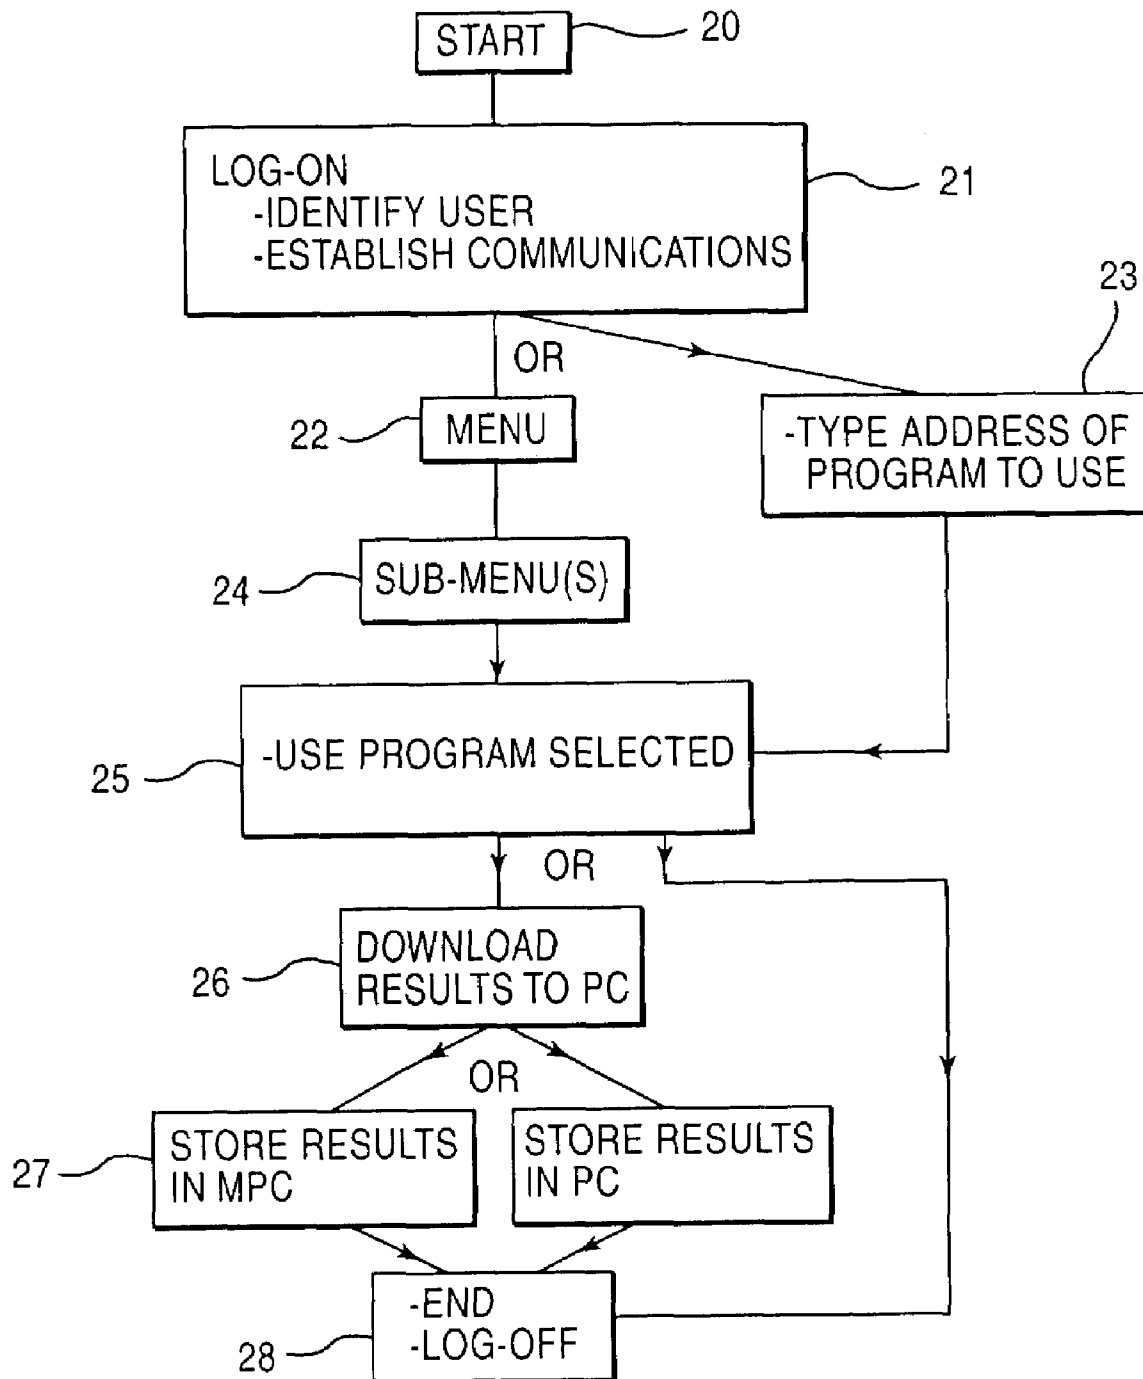 START
20
LOG-ON
-IDENTIFY USER
-ESTABLISH COMMUNICATIONS
21
OR
23
22
MENU
-TYPE ADDRESS OF
PROGRAM TO USE
24
SUB-MENU(S)
25
-USE PROGRAM SELECTED
OR
26
DOWNLOAD
RESULTS TO PC
OR
27
STORE RESULTS
IN MPC
STORE RESULTS
IN PC
28
-END
-LOG-OFF